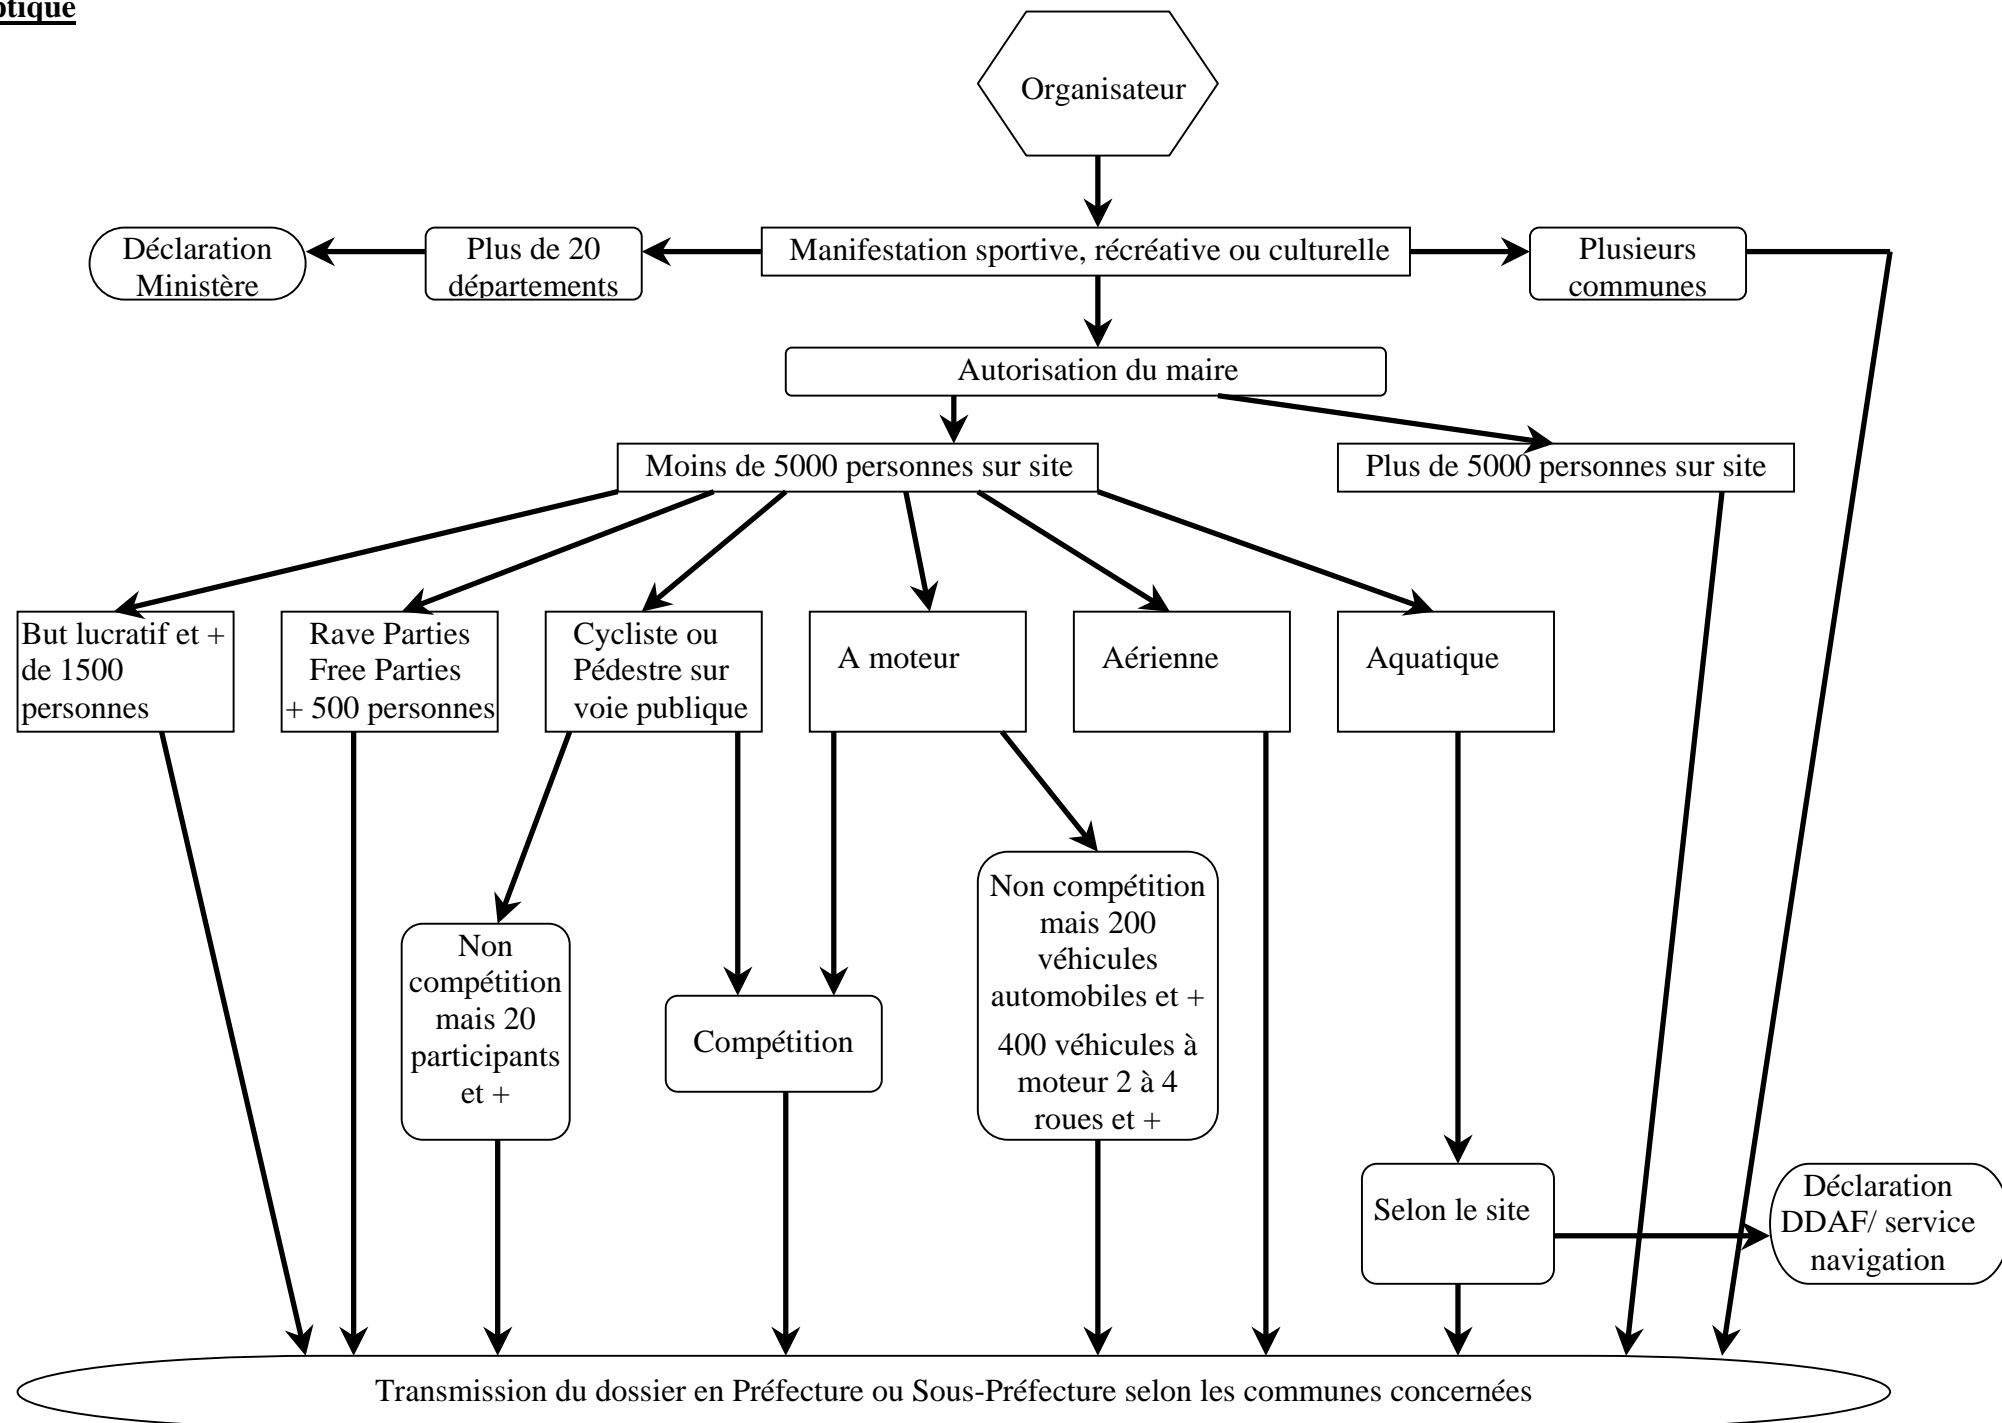 Organisateur
Déclaration
Ministère
Plus de 20
départements
Manifestation sportive, récréative ou culturelle
Plusieurs
communes
Autorisation du maire
Moins de 5000 personnes sur site
Plus de 5000 personnes sur site
But lucratif et +
de 1500
personnes
Rave Parties
Free Parties
+ 500 personnes
Cycliste ou
Pédestre sur
voie publique
A moteur
Aérienne
Aquatique
Non
compétition
mais 20
participants
et +
Compétition
Non compétition
mais 200
véhicules
automobiles et +
400 véhicules à
moteur 2 à 4
roues et +
Selon le site
Déclaration
DDAF/ service
navigation
Transmission du dossier en Préfecture ou Sous-Préfecture selon les communes concernées